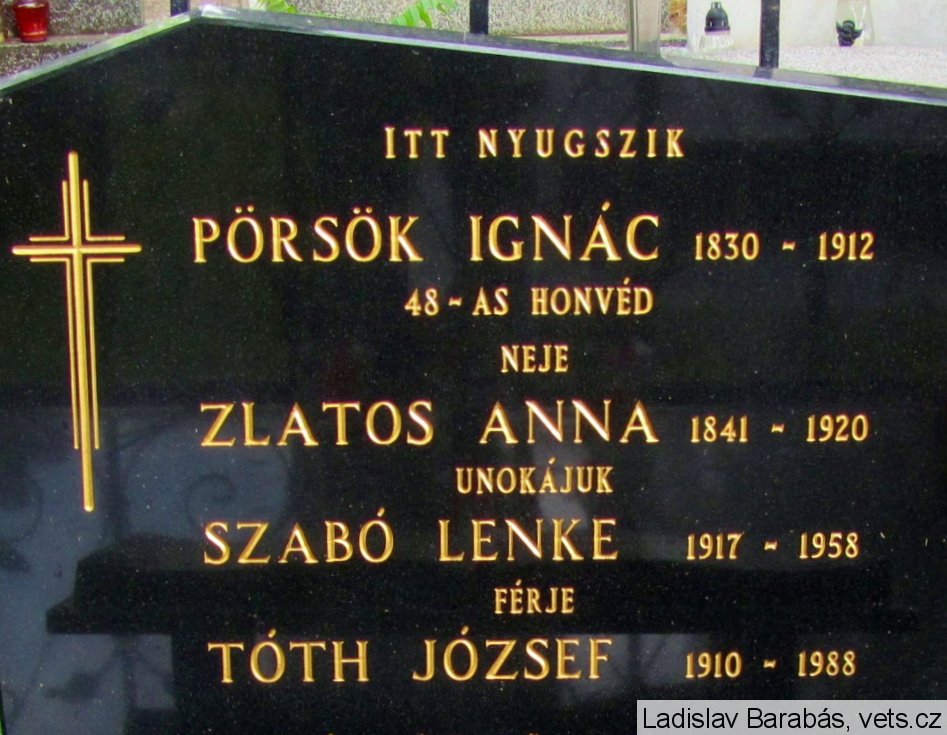 ITT NYUGSZIK
PÖRSÖK IGNÁC 1830 - 1912
48-AS HONVÉD
NEJE
ZLATOS ANNA 1841 - 1920
UNOKÁJUK
SZABÓ LENKE 1917 - 1958
FÉRJE
TÓTH JÓZSEF 1910 - 1988
Ladislav Barabás, vets.cz